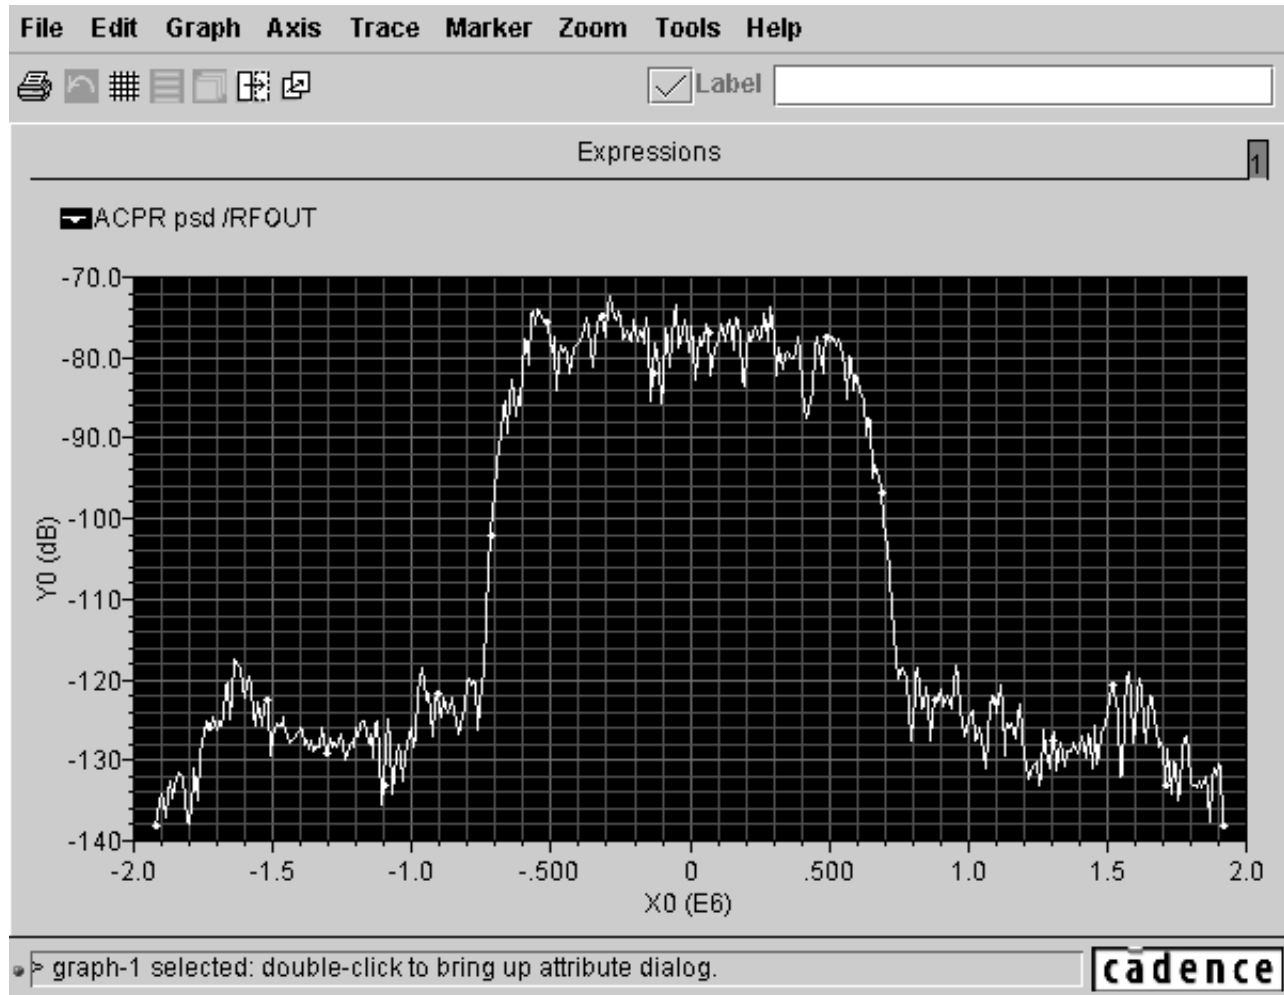 File Edit Graph Axis Trace Marker Zoom Tools Help
Label
Expressions
1
ACPR psd /RFOUT
-70.0
-80.0
-90.0
-100
-110
-120
-130
-140
Y0 (dB)
-2.0 -1.5 -1.0 -.500 0 .500 1.0 1.5 2.0
X0 (E6)
> graph-1 selected: double-click to bring up attribute dialog.
cādence